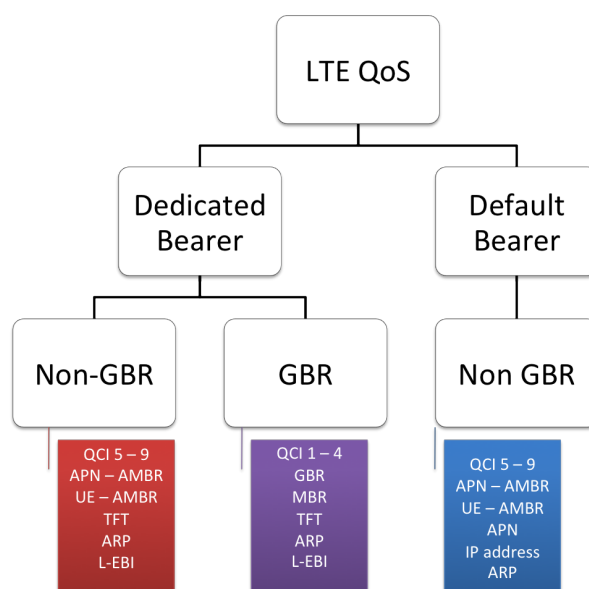 LTE QoS
Dedicated
Bearer
Default
Bearer
Non-GBR
GBR
Non GBR
QCI 5 – 9
APN – AMBR
UE – AMBR
TFT
ARP
L-EBI
QCI 1 – 4
GBR
MBR
TFT
ARP
L-EBI
QCI 5 – 9
APN – AMBR
UE – AMBR
APN
IP address
ARP